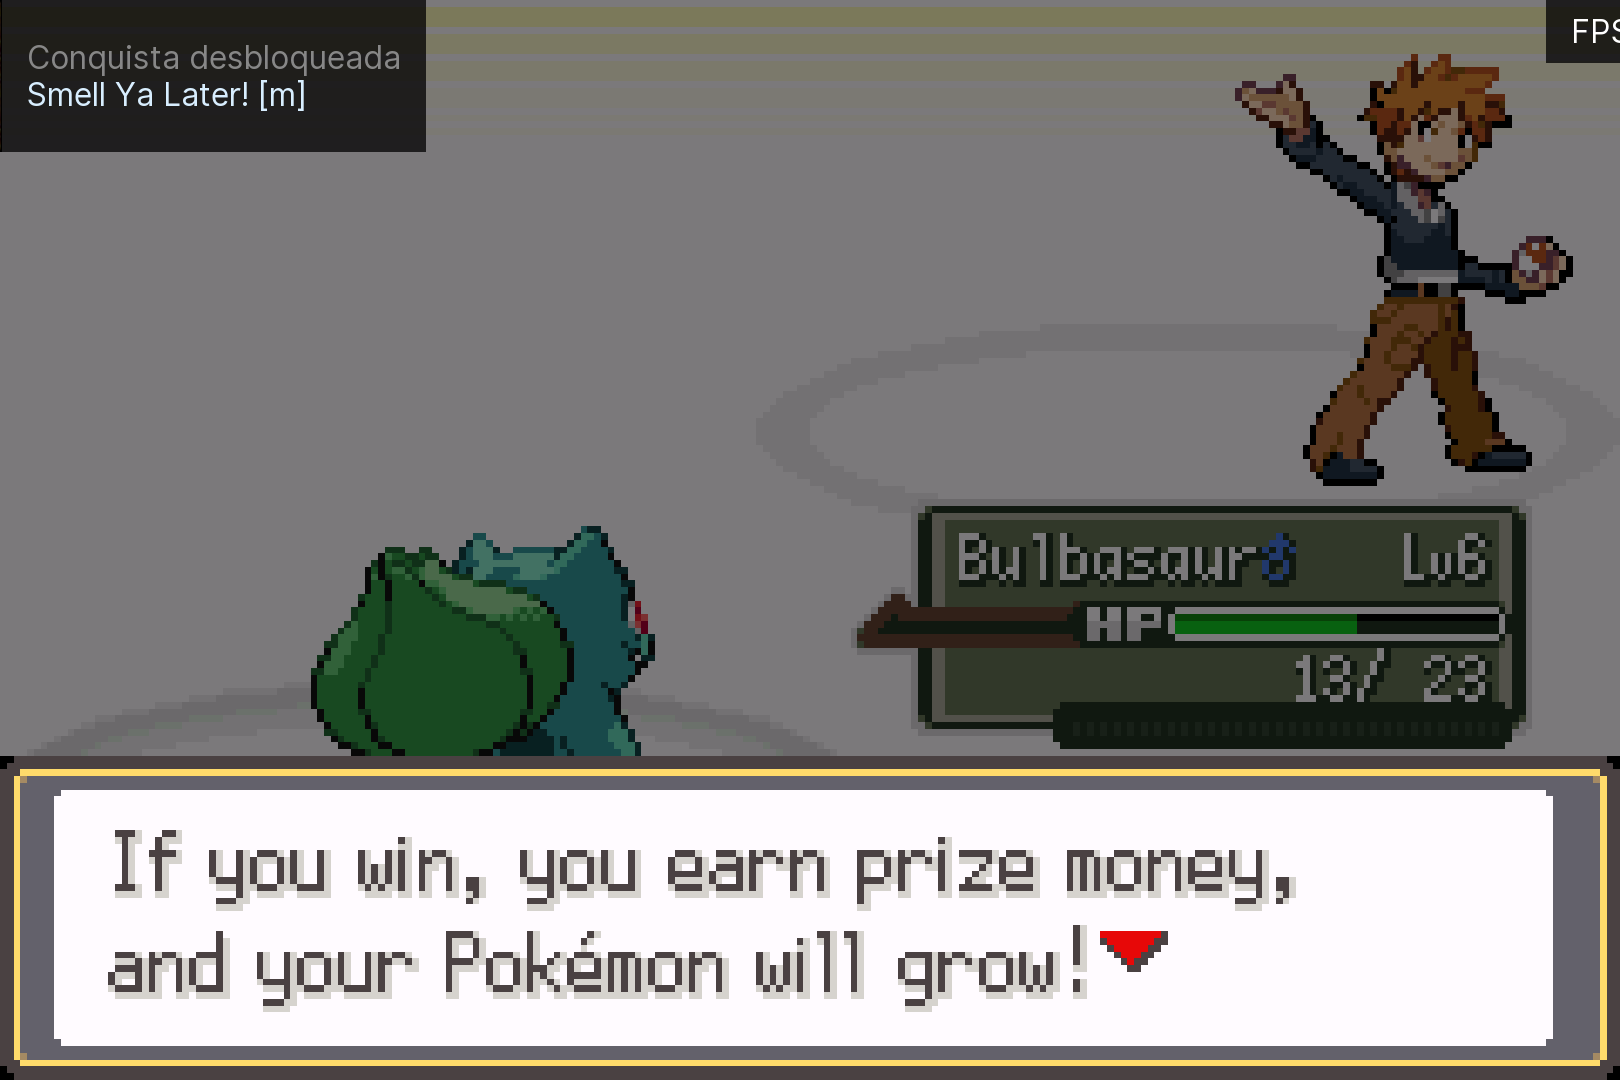 Conquista desbloqueada
Smell Ya Later! [m]
FPS
Bulbasaur♂ Lv6
HP
13/ 23
If you win, you earn prize money,
and your Pokémon will grow!